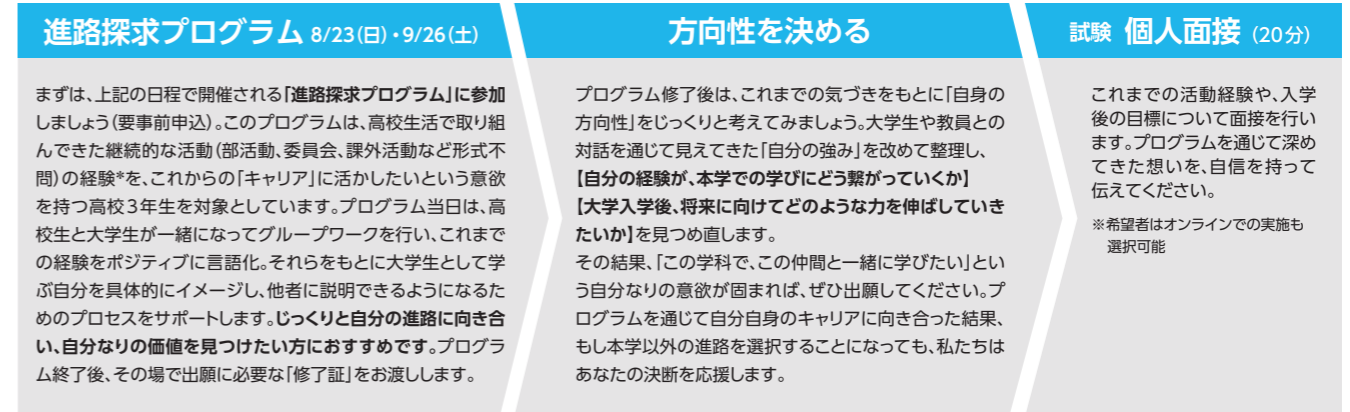 進路探求プログラム 8/23(日)・9/26(土)
まずは、上記の日程で開催される「進路探求プログラム」に参加
しましょう(要事前申込)。このプログラムは、高校生活で取り組
んできた継続的な活動(部活動、委員会、課外活動など形式不
問)の経験*を、これからの「キャリア」に活かしたいという意欲
を持つ高校3年生を対象としています。プログラム当日は、高
校生と大学生が一緒になってグループワークを行い、これまで
の経験をポジティブに言語化。それらをもとに大学生として学
ぶ自分を具体的にイメージし、他者に説明できるようになるた
めのプロセスをサポートします。じっくりと自分の進路に向き合
い、自分なりの価値を見つけたい方におすすめです。プログラ
ム終了後、その場で出願に必要な「修了証」をお渡しします。
方向性を決める
プログラム修了後は、これまでの気づきをもとに「自身の
方向性」をじっくりと考えてみましょう。大学生や教員との
対話を通じて見えてきた「自分の強み」を改めて整理し、
【自分の経験が、本学での学びにどう繋がっていくか】
【大学入学後、将来に向けてどのような力を伸ばしていき
たいか】を見つめ直します。
その結果、「この学科で、この仲間と一緒に学びたい」とい
う自分なりの意欲が固まれば、ぜひ出願してください。プ
ログラムを通じて自分自身のキャリアに向き合った結果、
もし本学以外の進路を選択することになっても、私たちは
あなたの決断を応援します。
試験 個人面接 (20分)
これまでの活動経験や、入学
後の目標について面接を行い
ます。プログラムを通じて深め
てきた想いを、自信を持って
伝えてください。
※希望者はオンラインでの実施も
選択可能